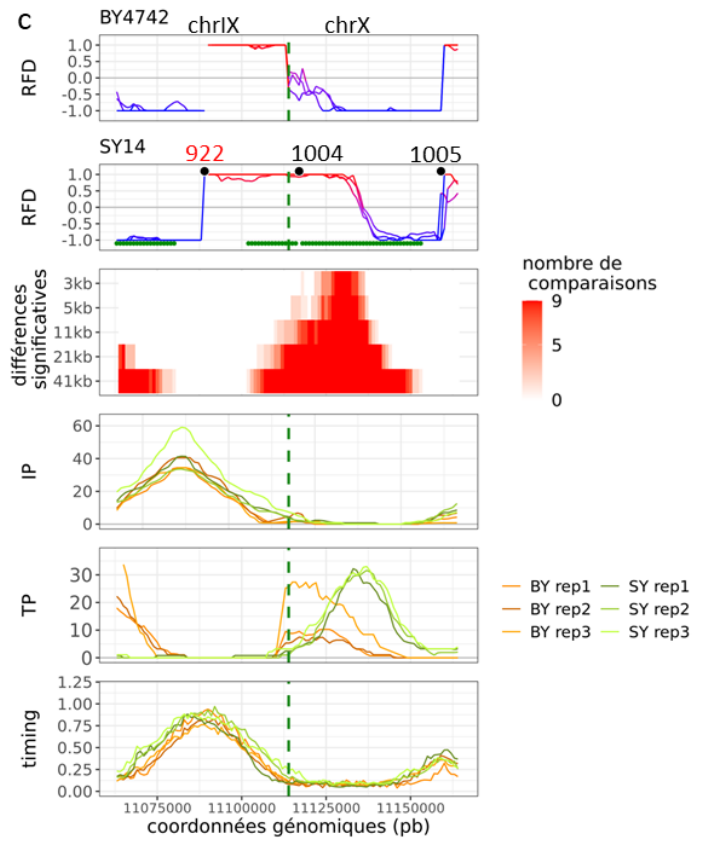 C
BY4742
chrIX chrX
RFD
1.0
0.5
0.0
-0.5
-1.0
SY14
922 1004 1005
RFD
1.0
0.5
0.0
-0.5
-1.0
différences
significatives
3kb
5kb
11kb
21kb
41kb
nombre de
comparaisons
9
5
0
IP
60
40
20
0
TP
30
20
10
0
BY rep1 SY rep1
BY rep2 SY rep2
BY rep3 SY rep3
timing
1.25
1.00
0.75
0.50
0.25
0.00
11075000 11100000 11125000 11150000
coordonnées génomiques (pb)